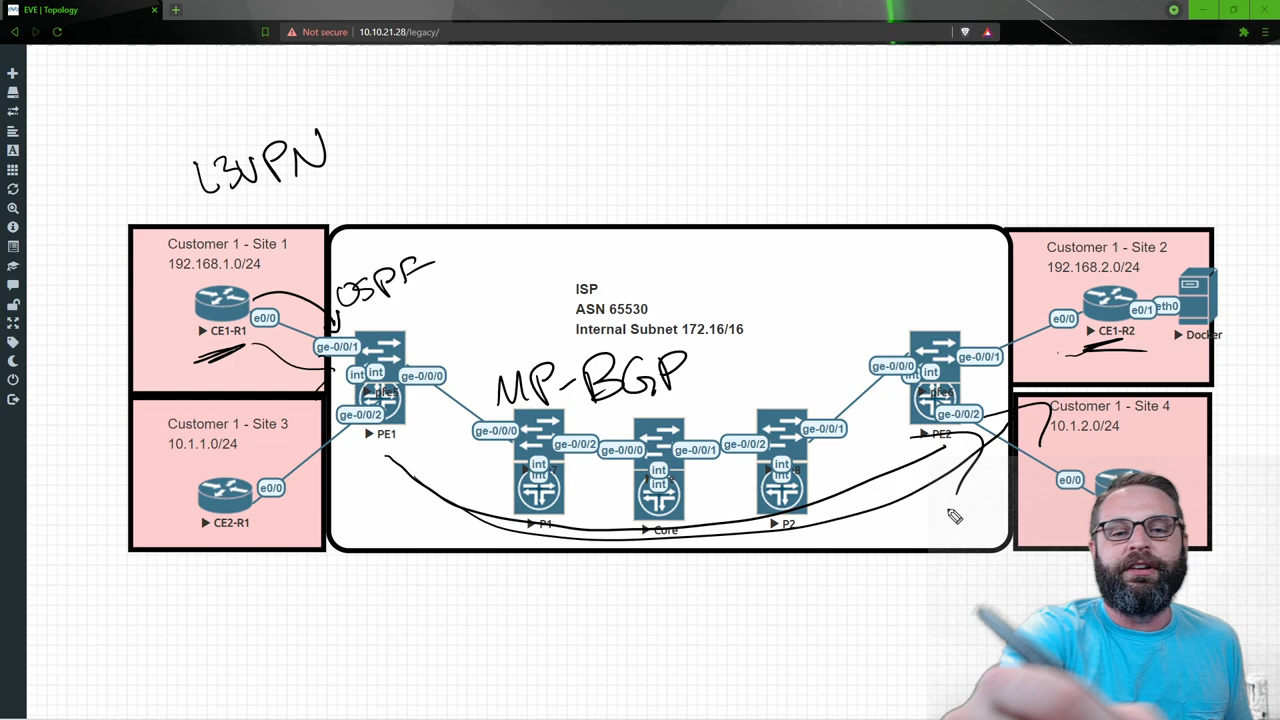 EVE | Topology
Not secure
10.10.21.28/legacy/
L3VPN
Customer 1 - Site 1
192.168.1.0/24
e0/0
CE1-R1
OSPF
ISP
ASN 65530
Internal Subnet 172.16/16
Customer 1 - Site 2
192.168.2.0/24
e0/0
e0/1
eth0
CE1-R2
Docker
ge-0/0/1
int
int
ge-0/0/0
ge-0/0/2
PE1
MP-BGP
ge-0/0/0
ge-0/0/2
int
int
P1
ge-0/0/0
ge-0/0/1
int
int
Core
ge-0/0/2
ge-0/0/1
int
int
P2
ge-0/0/0
ge-0/0/1
int
ge-0/0/2
PE2
Customer 1 - Site 3
10.1.1.0/24
e0/0
CE2-R1
Customer 1 - Site 4
10.1.2.0/24
e0/0